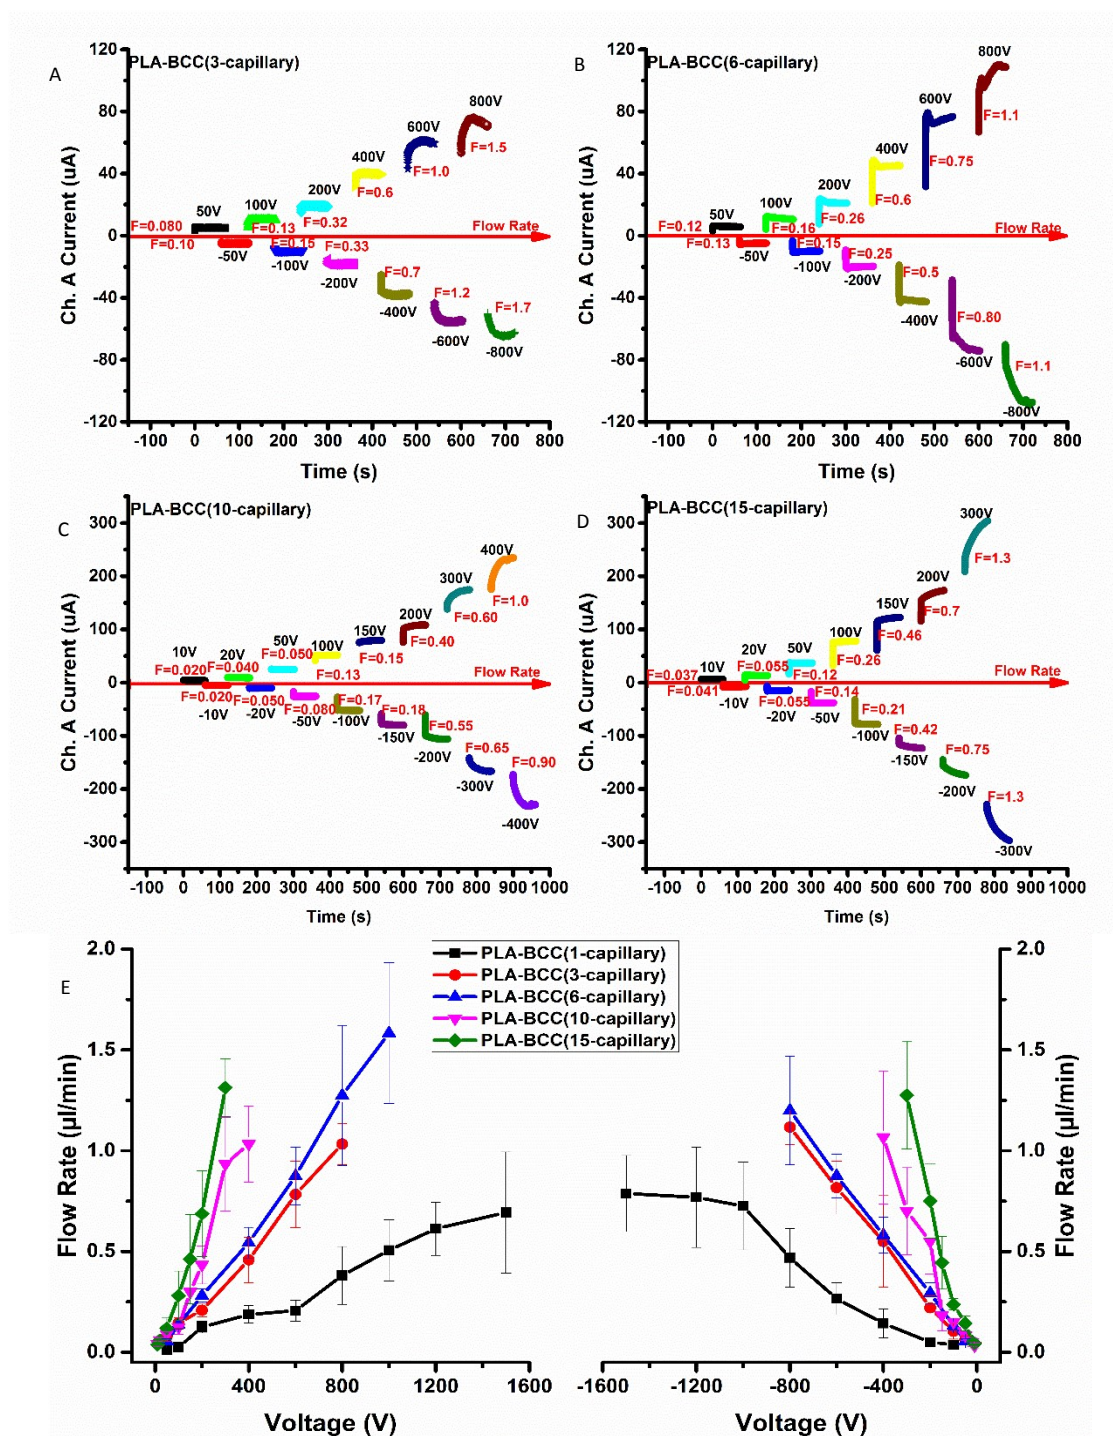 A
PLA-BCC(3-capillary)
120
80
40
0
-40
-80
-120
Ch. A Current (uA)
F=0.080
50V
F=0.10
-50V
100V
F=0.13
F=0.15
-100V
200V
F=0.32
F=0.33
-200V
400V
F=0.6
F=0.7
-400V
600V
F=1.0
F=1.2
-600V
800V
F=1.5
F=1.7
-800V
Flow Rate
-100 0 100 200 300 400 500 600 700 800
Time (s)
B
PLA-BCC(6-capillary)
120
80
40
0
-40
-80
-120
Ch. A Current (uA)
F=0.12
50V
F=0.13
-50V
100V
F=0.16
F=0.15
-100V
200V
F=0.26
F=0.25
-200V
400V
F=0.6
F=0.5
-400V
600V
F=0.75
F=0.80
-600V
800V
F=1.1
F=1.1
-800V
Flow Rate
-100 0 100 200 300 400 500 600 700 800
Time (s)
C
PLA-BCC(10-capillary)
300
200
100
0
-100
-200
-300
Ch. A Current (uA)
10V
F=0.020
F=0.020
-10V
20V
F=0.040
F=0.050
-20V
50V
F=0.050
F=0.080
-50V
100V
F=0.13
F=0.17
-100V
150V
F=0.15
F=0.18
-150V
200V
F=0.40
F=0.55
-200V
300V
F=0.60
F=0.65
-300V
400V
F=1.0
F=0.90
-400V
Flow Rate
-100 0 100 200 300 400 500 600 700 800 900 1000
Time (s)
D
PLA-BCC(15-capillary)
300
200
100
0
-100
-200
-300
Ch. A Current (uA)
F=0.037
10V
F=0.041
-10V
20V
F=0.055
F=0.055
-20V
50V
F=0.12
F=0.14
-50V
100V
F=0.26
F=0.21
-100V
150V
F=0.46
F=0.42
-150V
200V
F=0.7
F=0.75
-200V
300V
F=1.3
F=1.3
-300V
Flow Rate
-100 0 100 200 300 400 500 600 700 800 900 1000
Time (s)
E
PLA-BCC(1-capillary)
PLA-BCC(3-capillary)
PLA-BCC(6-capillary)
PLA-BCC(10-capillary)
PLA-BCC(15-capillary)
2.0
1.5
1.0
0.5
0.0
Flow Rate (µl/min)
0 400 800 1200 1600
Voltage (V)
2.0
1.5
1.0
0.5
0.0
Flow Rate (µl/min)
-1600 -1200 -800 -400 0
Voltage (V)